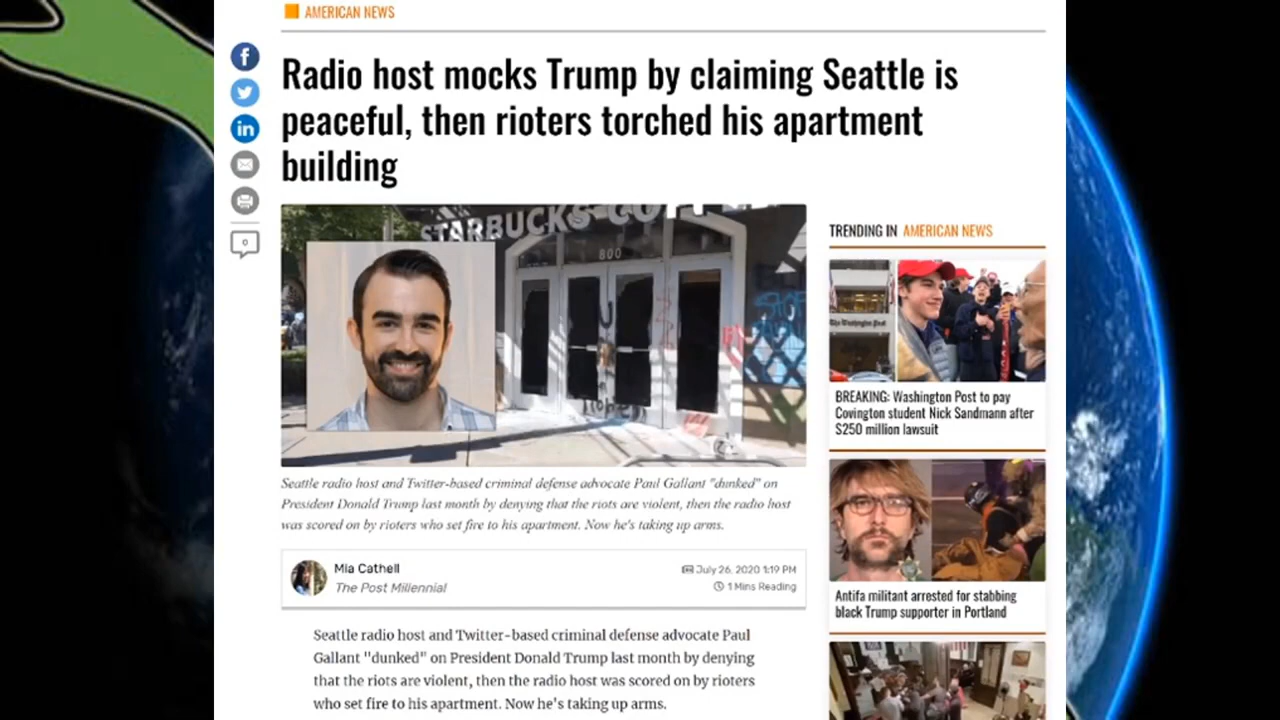 AMERICAN NEWS
Radio host mocks Trump by claiming Seattle is
peaceful, then rioters torched his apartment
building
0
STARBUCKS
800
Seattle radio host and Twitter-based criminal defense advocate Paul Gallant "dunked" on
President Donald Trump last month by denying that the riots are violent, then the radio host
was scored on by rioters who set fire to his apartment. Now he's taking up arms.
Mia Cathell
The Post Millennial
July 26, 2020 1:19 PM
1 Mins Reading
Seattle radio host and Twitter-based criminal defense advocate Paul
Gallant "dunked" on President Donald Trump last month by denying
that the riots are violent, then the radio host was scored on by rioters
who set fire to his apartment. Now he's taking up arms.
TRENDING IN AMERICAN NEWS
The Washington Post
BREAKING: Washington Post to pay
Covington student Nick Sandmann after
$250 million lawsuit
Antifa militant arrested for stabbing
black Trump supporter in Portland